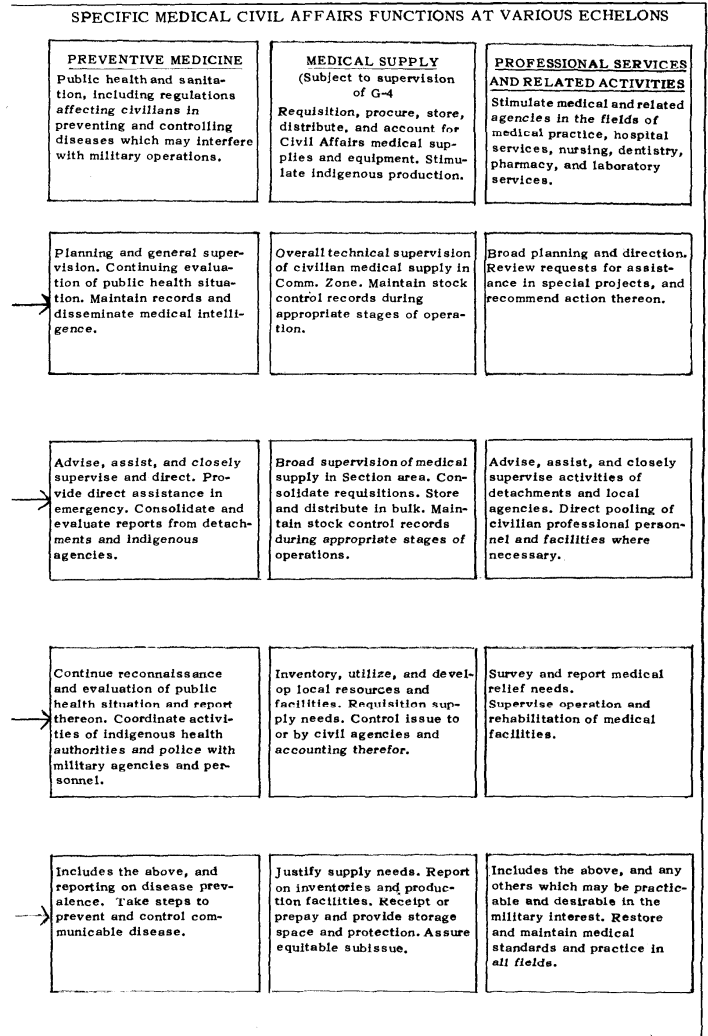 SPECIFIC MEDICAL CIVIL AFFAIRS FUNCTIONS AT VARIOUS ECHELONS
PREVENTIVE MEDICINE
Public health and sanita-
tion, including regulations
affecting civilians in
preventing and controlling
diseases which may interfere
with military operations.
MEDICAL SUPPLY
(Subject to supervision
of G-4
Requisition, procure, store,
distribute, and account for
Civil Affairs medical sup-
plies and equipment. Stimu-
late indigenous production.
PROFESSIONAL SERVICES
AND RELATED ACTIVITIES
Stimulate medical and related
agencies in the fields of
medical practice, hospital
services, nursing, dentistry,
pharmacy, and laboratory
services.
Planning and general super-
vision. Continuing evalua-
tion of public health situa-
tion. Maintain records and
disseminate medical intelli-
gence.
Overall technical supervision
of civilian medical supply in
Comm. Zone. Maintain stock
control records during
appropriate stages of opera-
tion.
Broad planning and direction.
Review requests for assist-
ance in special projects, and
recommend action thereon.
Advise, assist, and closely
supervise and direct. Pro-
vide direct assistance in
emergency. Consolidate and
evaluate reports from detach-
ments and indigenous
agencies.
Broad supervision of medical
supply in Section area. Con-
solidate requisitions. Store
and distribute in bulk. Main-
tain stock control records
during appropriate stages of
operations.
Advise, assist, and closely
supervise activities of
detachments and local
agencies. Direct pooling of
civilian professional person-
nel and facilities where
necessary.
Continue reconnaissance
and evaluation of public
health situation and report
thereon. Coordinate activi-
ties of indigenous health
authorities and police with
military agencies and per-
sonnel.
Inventory, utilize, and devel-
op local resources and
facilities. Requisition sup-
ply needs. Control issue to
or by civil agencies and
accounting therefor.
Survey and report medical
relief needs.
Supervise operation and
rehabilitation of medical
facilities.
Includes the above, and
reporting on disease prev-
alence. Take steps to
prevent and control com-
municable disease.
Justify supply needs. Report
on inventories and produc-
tion facilities. Receipt or
prepay and provide storage
space and protection. Assure
equitable subissue.
Includes the above, and any
others which may be practic-
able and desirable in the
military interest. Restore
and maintain medical
standards and practice in
all fields.